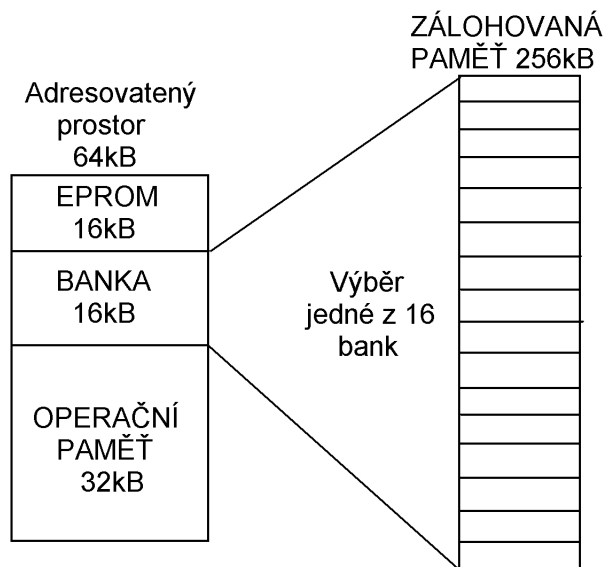 ZÁLOHOVANÁ
PAMĚŤ 256kB
Adresovatený
prostor
64kB
EPROM
16kB
BANKA
16kB
OPERAČNÍ
PAMĚŤ
32kB
Výběr
jedné z 16
bank